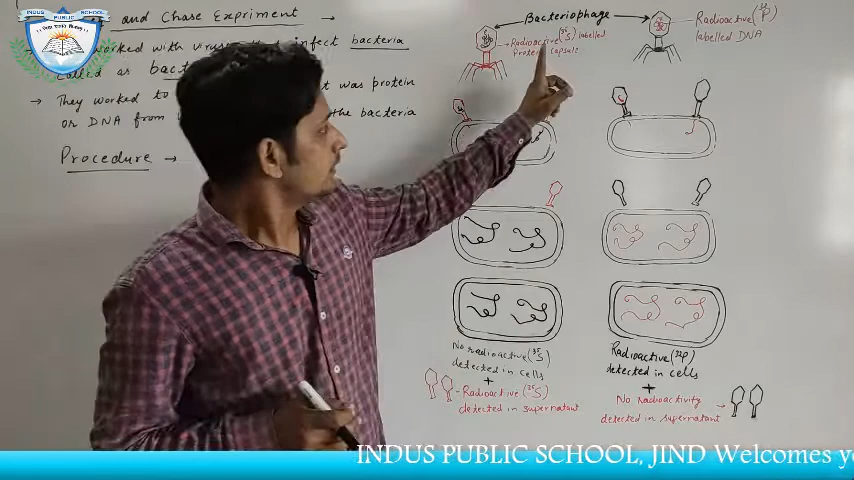 INDUS PUBLIC SCHOOL
and Chase Expriment →
worked with virus infect bacteria
Called as
→ They worked to was protein
or DNA from the bacteria
Procedure →
Bacteriophage
Radioactive (35S) labelled
Protein capsule
Radioactive (32P)
labelled DNA
No radioactive (35S)
detected in cells
+
- Radioactive (35S)
detected in supernatant
Radioactive (32P)
detected in cells
+
No Radioactivity
detected in supernatant
INDUS PUBLIC SCHOOL, JIND Welcomes